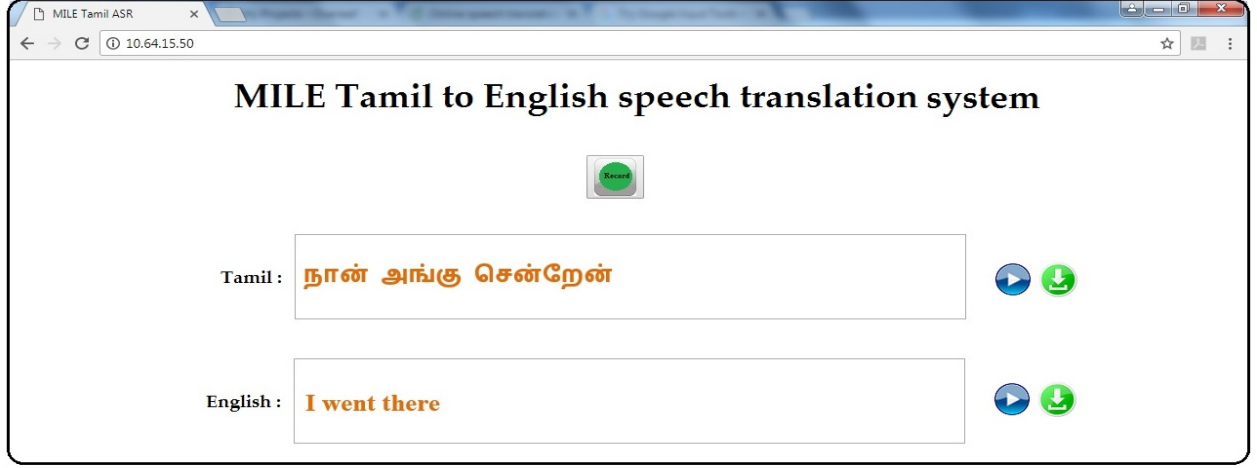 MILE Tamil ASR
10.64.15.50
MILE Tamil to English speech translation system
Record
Tamil : நான் அங்கு சென்றேன்
English : I went there